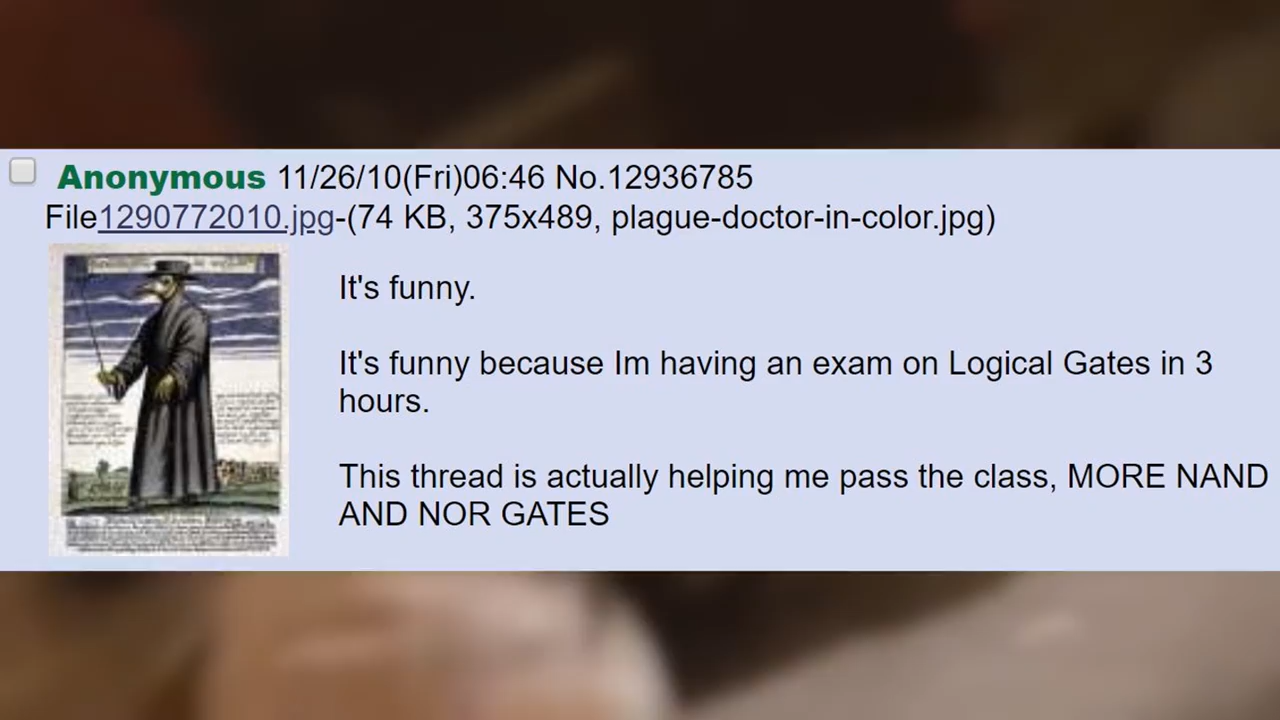 Anonymous 11/26/10(Fri)06:46 No.12936785
File1290772010.jpg-(74 KB, 375x489, plague-doctor-in-color.jpg)
It's funny.
It's funny because Im having an exam on Logical Gates in 3
hours.
This thread is actually helping me pass the class, MORE NAND
AND NOR GATES